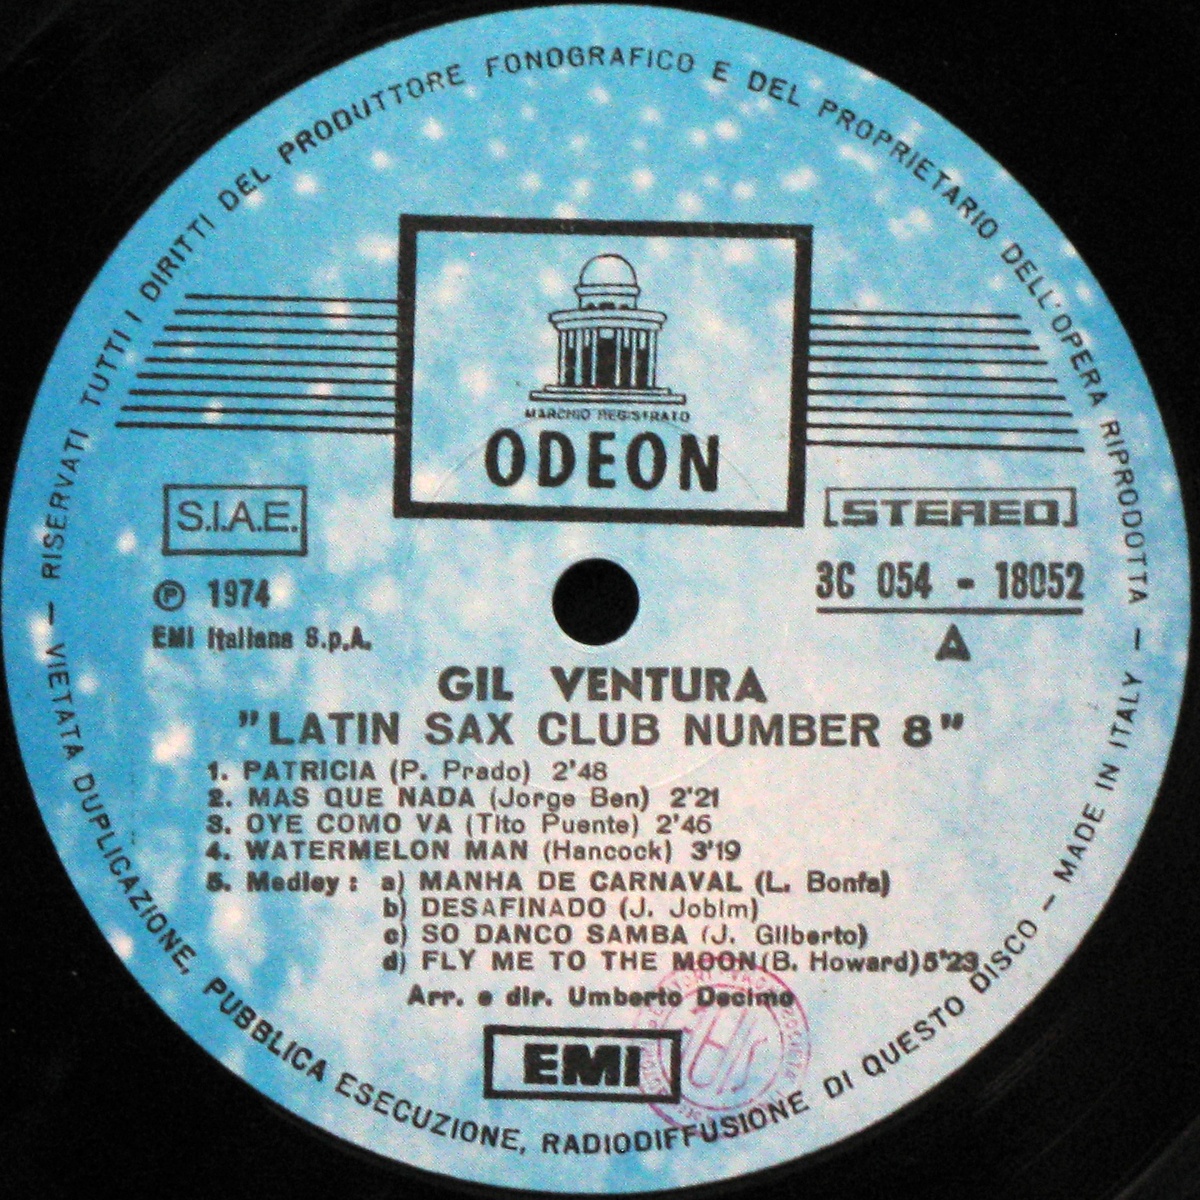 — RISERVATI TUTTI I DIRITTI DEL PRODUTTORE FONOGRAFICO E DEL PROPRIETARIO DELL'OPERA RIPRODOTTA — MADE IN ITALY
— VIETATA DUPLICAZIONE, PUBBLICA ESECUZIONE, RADIODIFFUSIONE DI QUESTO DISCO —
MARCHIO REGISTRATO
ODEON
S.I.A.E.
STEREO
℗ 1974
EMI Italiana S.p.A.
3C 054 - 18052
A
GIL VENTURA
"LATIN SAX CLUB NUMBER 8"
1. PATRICIA (P. Prado) 2'48
2. MAS QUE NADA (Jorge Ben) 2'21
3. OYE COMO VA (Tito Puente) 2'46
4. WATERMELON MAN (Hancock) 3'19
5. Medley: a) MANHA DE CARNAVAL (L. Bonfa)
b) DESAFINADO (J. Jobim)
c) SO DANCO SAMBA (J. Gilberto)
d) FLY ME TO THE MOON (B. Howard) 5'23
Arr. e dir. Umberto Decimo
EMI